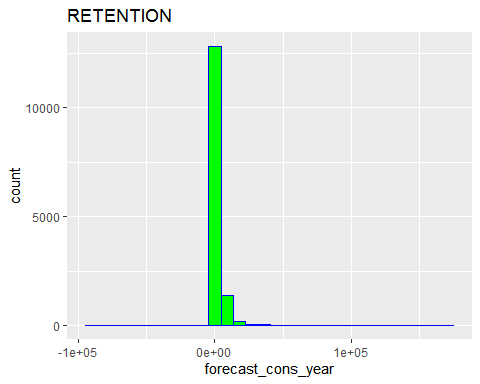 RETENTION
10000
5000
0
count
-1e+05
0e+00
1e+05
forecast_cons_year